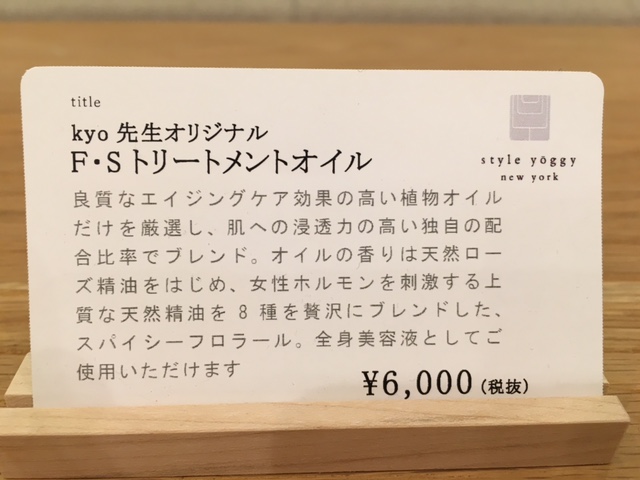 title
kyo 先生オリジナル
F・Sトリートメントオイル
style yōggy
new york
良質なエイジングケア効果の高い植物オイル
だけを厳選し、肌への浸透力の高い独自の配
合比率でブレンド。オイルの香りは天然ロー
ズ精油をはじめ、女性ホルモンを刺激する上
質な天然精油を 8 種を贅沢にブレンドした、
スパイシーフローラル。全身美容液としてご
使用いただけます
¥6,000 (税抜)